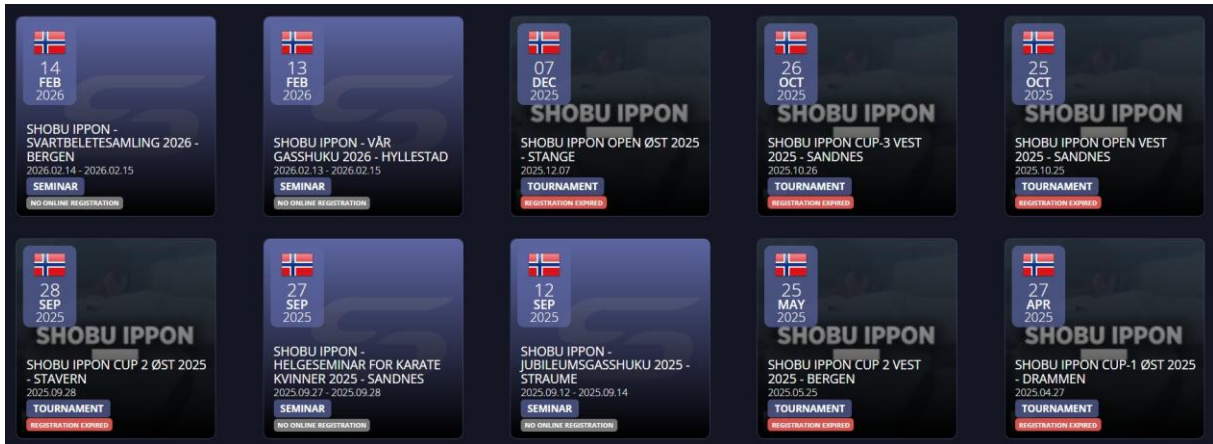 14
FEB
2026
SHOBU IPPON -
SVARTBELETESAMLING 2026 -
BERGEN
2026.02.14 - 2026.02.15
SEMINAR
NO ONLINE REGISTRATION
13
FEB
2026
SHOBU IPPON - VÅR
GASSHUKU 2026 - HYLLESTAD
2026.02.13 - 2026.02.15
SEMINAR
NO ONLINE REGISTRATION
07
DEC
2025
SHOBU IPPON
SHOBU IPPON OPEN ØST 2025
- STANGE
2025.12.07
TOURNAMENT
REGISTRATION EXPIRED
26
OCT
2025
SHOBU IPPON
SHOBU IPPON CUP-3 VEST
2025 - SANDNES
2025.10.26
TOURNAMENT
REGISTRATION EXPIRED
25
OCT
2025
SHOBU IPPON
SHOBU IPPON OPEN VEST
2025 - SANDNES
2025.10.25
TOURNAMENT
REGISTRATION EXPIRED
28
SEP
2025
SHOBU IPPON
SHOBU IPPON CUP 2 ØST 2025
- STAVERN
2025.09.28
TOURNAMENT
REGISTRATION EXPIRED
27
SEP
2025
SHOBU IPPON -
HELGESEMINAR FOR KARATE
KVINNER 2025 - SANDNES
2025.09.27 - 2025.09.28
SEMINAR
NO ONLINE REGISTRATION
12
SEP
2025
SHOBU IPPON -
JUBILEUMSGASSHUKU 2025 -
STRAUME
2025.09.12 - 2025.09.14
SEMINAR
NO ONLINE REGISTRATION
25
MAY
2025
SHOBU IPPON
SHOBU IPPON CUP 2 VEST
2025 - BERGEN
2025.05.25
TOURNAMENT
REGISTRATION EXPIRED
27
APR
2025
SHOBU IPPON
SHOBU IPPON CUP-1 ØST 2025
- DRAMMEN
2025.04.27
TOURNAMENT
REGISTRATION EXPIRED